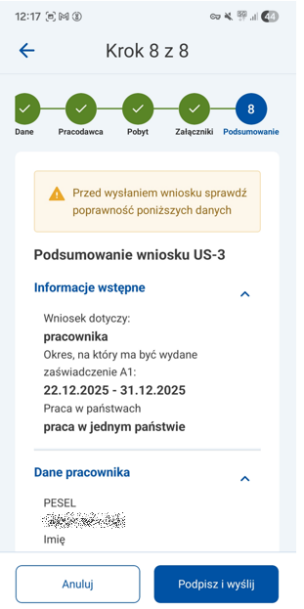 12:17
44
Krok 8 z 8
8
Dane Pracodawca Pobyt Załączniki Podsumowanie
Przed wysłaniem wniosku sprawdź
poprawność poniższych danych
Podsumowanie wniosku US-3
Informacje wstępne
Wniosek dotyczy:
pracownika
Okres, na który ma być wydane
zaświadczenie A1:
22.12.2025 - 31.12.2025
Praca w państwach
praca w jednym państwie
Dane pracownika
PESEL
Imię
Anuluj Podpisz i wyślij